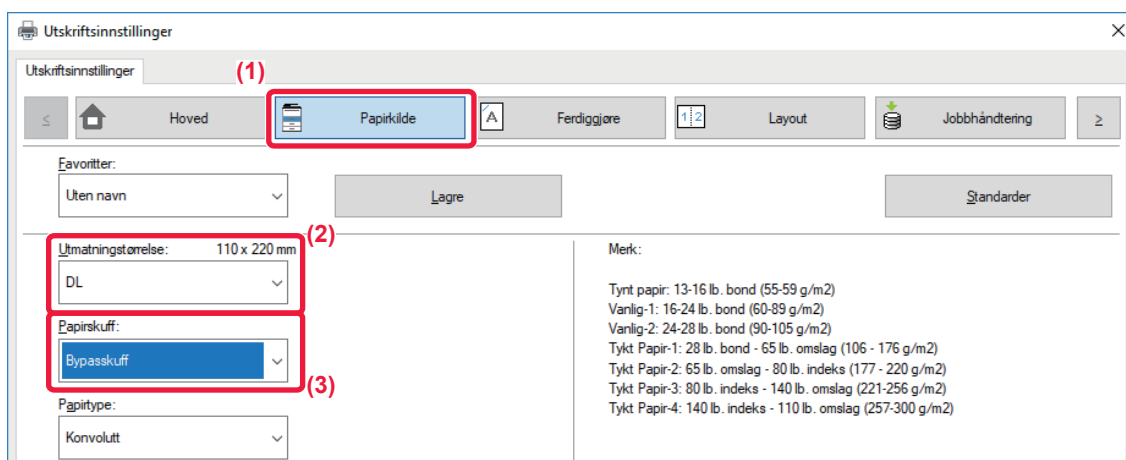 Utskriftsinnstillinger
Utskriftsinnstillinger
(1)
≤ Hoved Papirkilde A Ferdiggjøre 1 2 Layout Jobbhåndtering ≥
Favoritter:
Uten navn Lagre Standarder
(2)
Utmatningstørrelse: 110 x 220 mm
DL
Papirskuff:
Bypasskuff
(3)
Papirtype:
Konvolutt
Merk:
Tynt papir: 13-16 lb. bond (55-59 g/m2)
Vanlig-1: 16-24 lb. bond (60-89 g/m2)
Vanlig-2: 24-28 lb. bond (90-105 g/m2)
Tykt Papir-1: 28 lb. bond - 65 lb. omslag (106 - 176 g/m2)
Tykt Papir-2: 65 lb. omslag - 80 lb. indeks (177 - 220 g/m2)
Tykt Papir-3: 80 lb. indeks - 140 lb. omslag (221-256 g/m2)
Tykt Papir-4: 140 lb. indeks - 110 lb. omslag (257-300 g/m2)